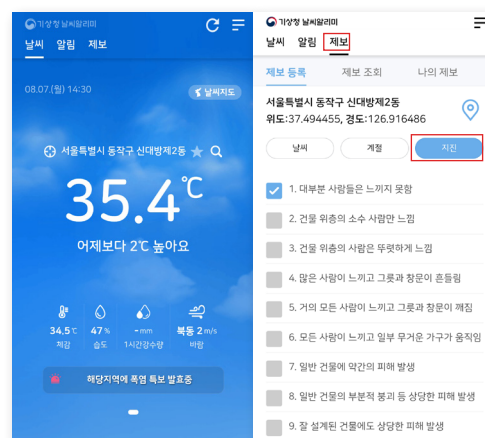 기상청 날씨알리미
날씨 알림 제보
08.07.(월) 14:30
날씨지도
서울특별시 동작구 신대방제2동
35.4℃
어제보다 2℃ 높아요
34.5℃ 47% -mm 북동 2m/s
체감 습도 1시간강수량 바람
해당지역에 폭염 특보 발효중
기상청 날씨알리미
날씨 알림 제보
제보 등록 제보 조회 나의 제보
서울특별시 동작구 신대방제2동
위도:37.494455, 경도:126.916486
날씨 계절 지진
1. 대부분 사람들은 느끼지 못함
2. 건물 위층의 소수 사람만 느낌
3. 건물 위층의 사람은 뚜렷하게 느낌
4. 많은 사람이 느끼고 그릇과 창문이 흔들림
5. 거의 모든 사람이 느끼고 그릇과 창문이 깨짐
6. 모든 사람이 느끼고 일부 무거운 가구가 움직임
7. 일반 건물에 약간의 피해 발생
8. 일반 건물의 부분적 붕괴 등 상당한 피해 발생
9. 잘 설계된 건물에도 상당한 피해 발생